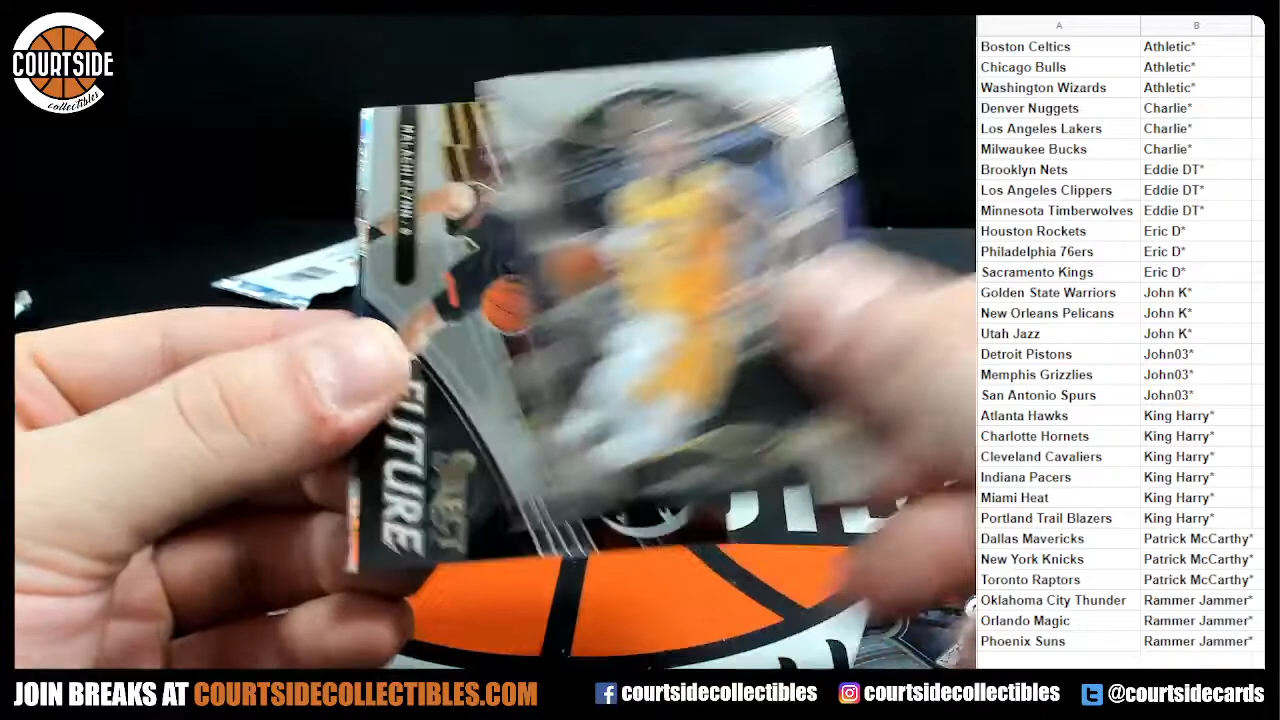 COURTSIDE
collectibles
MALACHI FLYNN
FUTURE
A B
Boston Celtics Athletic*
Chicago Bulls Athletic*
Washington Wizards Athletic*
Denver Nuggets Charlie*
Los Angeles Lakers Charlie*
Milwaukee Bucks Charlie*
Brooklyn Nets Eddie DT*
Los Angeles Clippers Eddie DT*
Minnesota Timberwolves Eddie DT*
Houston Rockets Eric D*
Philadelphia 76ers Eric D*
Sacramento Kings Eric D*
Golden State Warriors John K*
New Orleans Pelicans John K*
Utah Jazz John K*
Detroit Pistons John03*
Memphis Grizzlies John03*
San Antonio Spurs John03*
Atlanta Hawks King Harry*
Charlotte Hornets King Harry*
Cleveland Cavaliers King Harry*
Indiana Pacers King Harry*
Miami Heat King Harry*
Portland Trail Blazers King Harry*
Dallas Mavericks Patrick McCarthy*
New York Knicks Patrick McCarthy*
Toronto Raptors Patrick McCarthy*
Oklahoma City Thunder Rammer Jammer*
Orlando Magic Rammer Jammer*
Phoenix Suns Rammer Jammer*
JOIN BREAKS AT COURTSIDECOLLECTIBLES.COM
courtsidecollectibles
courtsidecollectibles
@courtsidecards